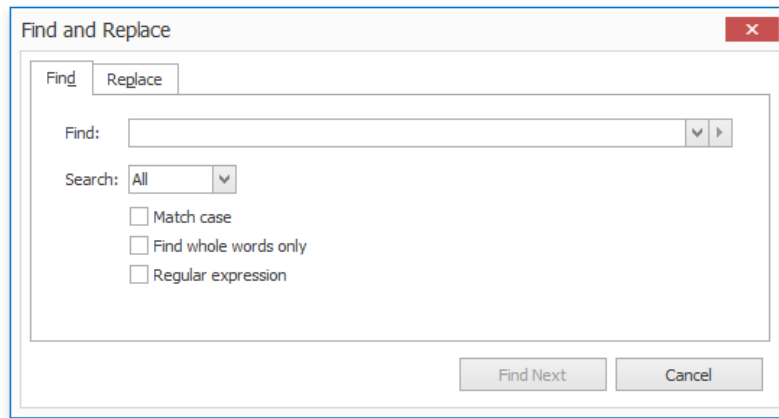 Find and Replace
Find Replace
Find:
Search: All
Match case
Find whole words only
Regular expression
Find Next Cancel